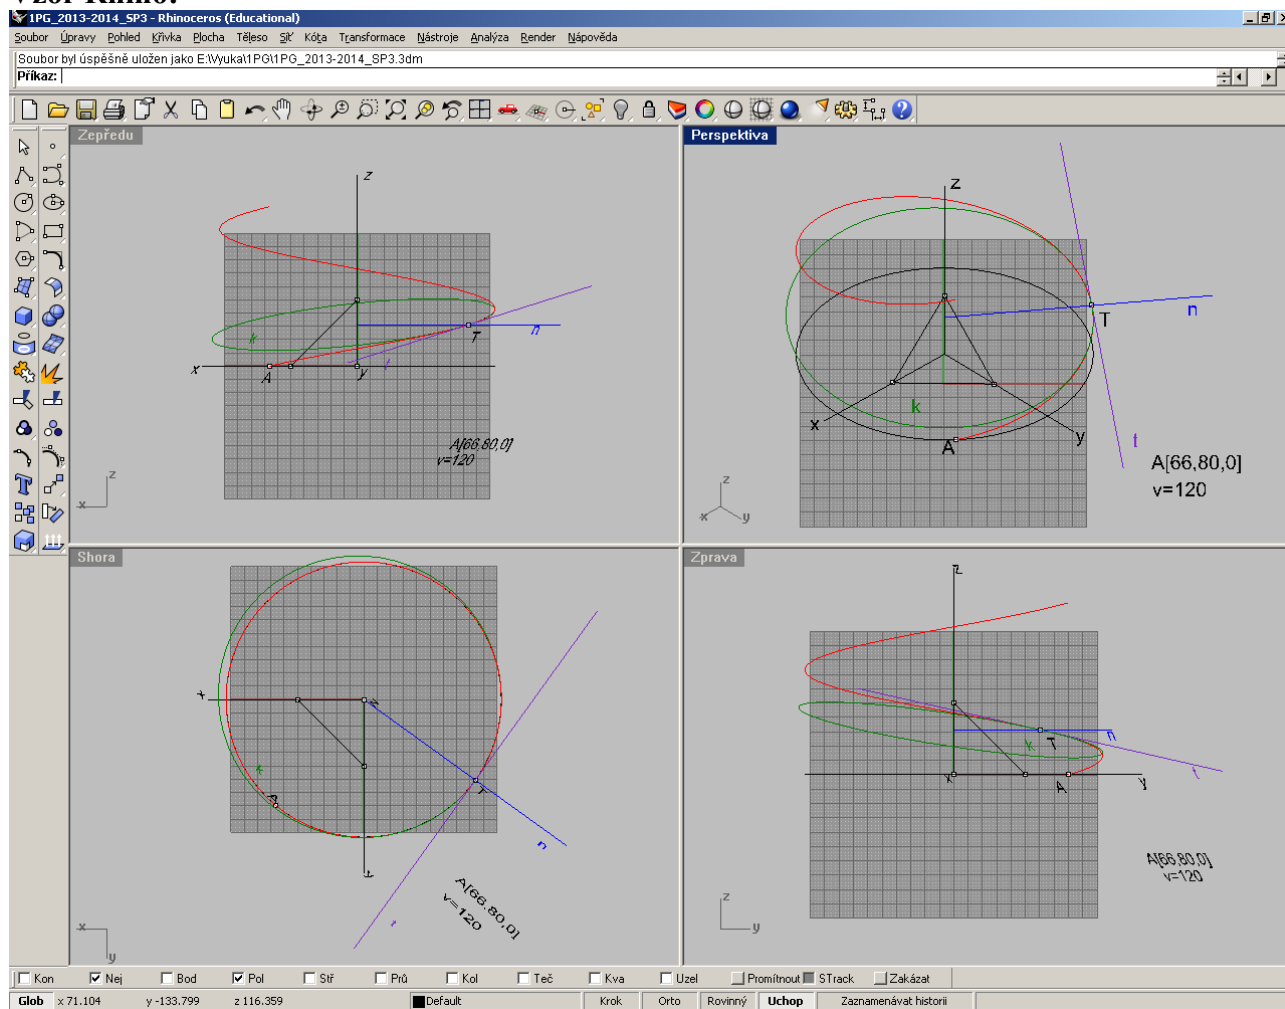 Vzor Rhino:
1PG_2013-2014_SP3 - Rhinoceros (Educational)
Soubor Úpravy Pohled Křivka Plocha Těleso Síť Kóta Transformace Nástroje Analýza Render Nápověda
Soubor byl úspěšně uložen jako E:\Vyuka\1PG\1PG_2013-2014_SP3.3dm
Příkaz:
Zepředu
z
k
T
n
x
A
y
t
A[66,80,0]
v=120
z
x
Perspektiva
z
n
T
k
x
y
A
t
A[66,80,0]
v=120
z
x
y
Shora
x
z
k
A
T
n
y
A[66,80,0]
v=120
t
x
y
Zprava
z
n
T
k
t
x
A
y
A[66,80,0]
v=120
z
y
Kon Nej Bod Pol Stř Prů Kol Teč Kva Uzel Promítnout STrack Zakázat
Glob x 71.104 y -133.799 z 116.359 Default Krok Orto Rovinný Uchop Zaznamenávat historii